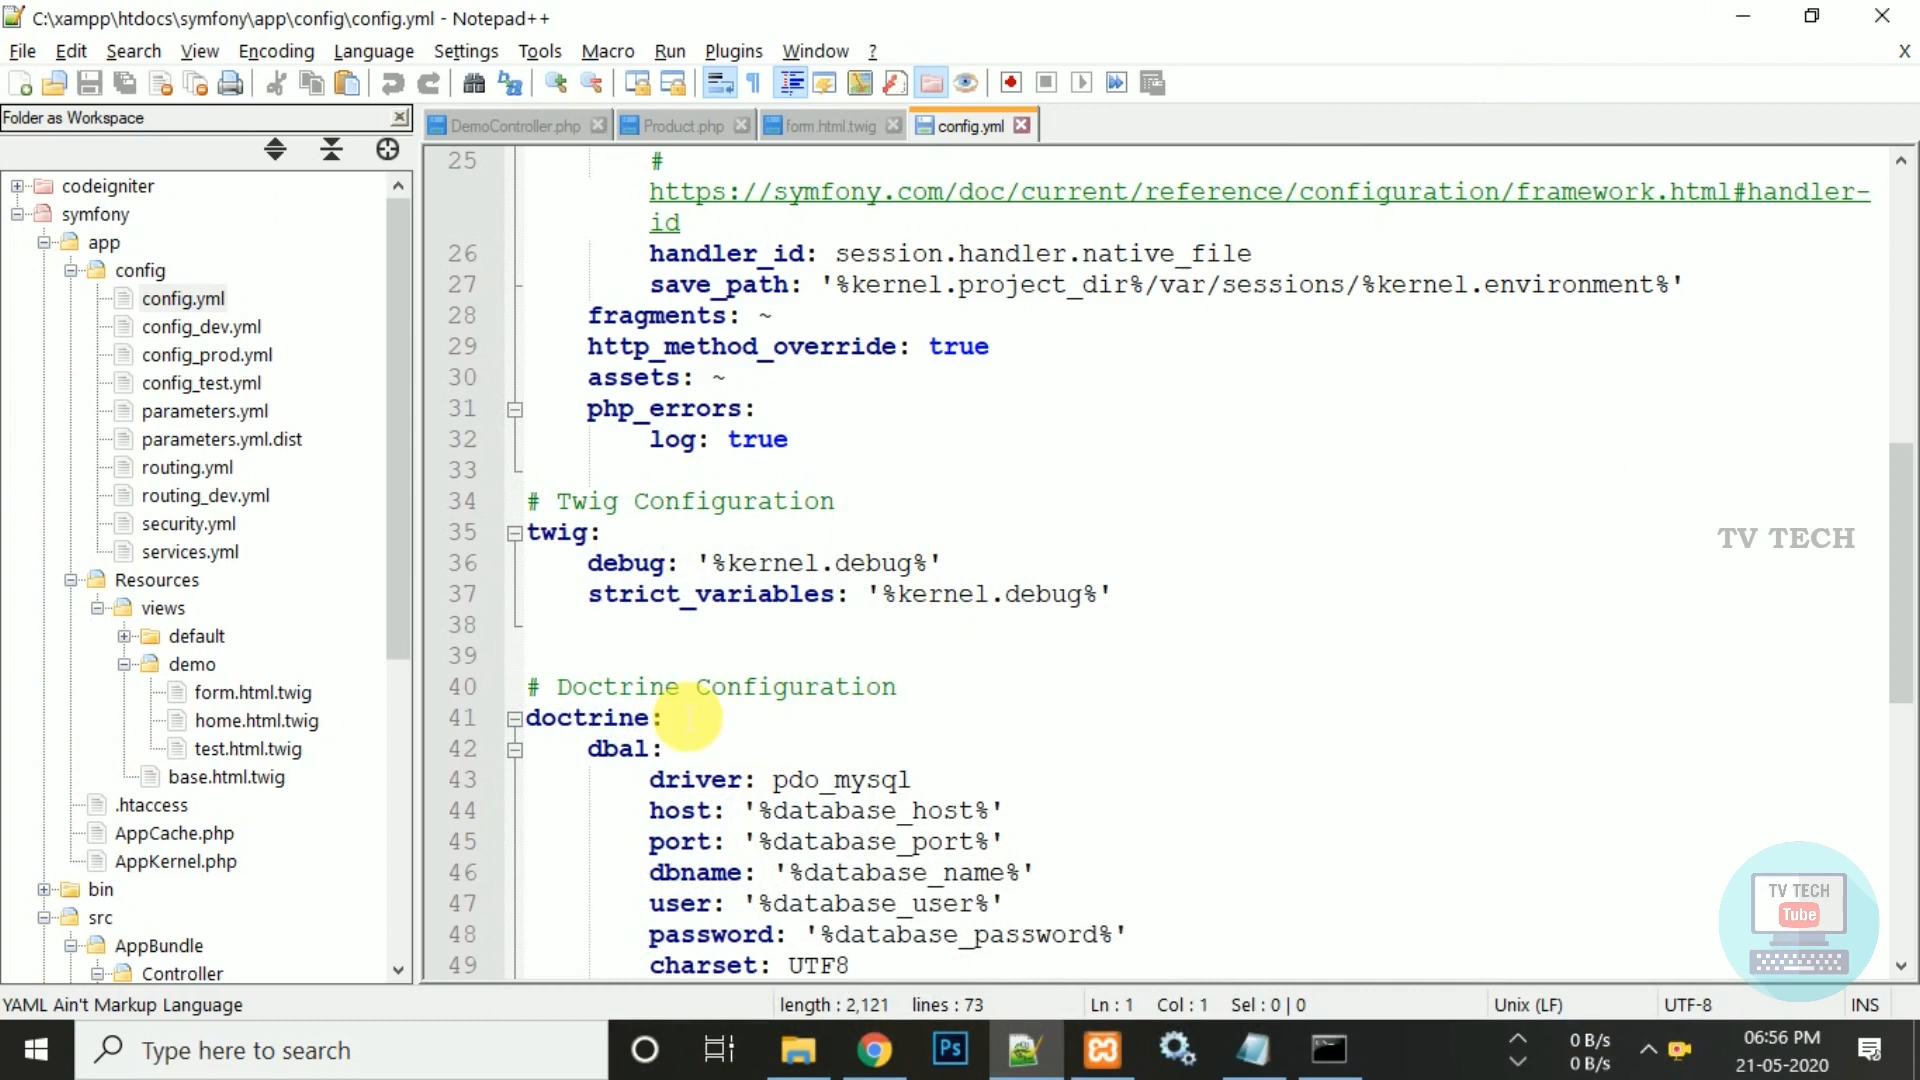 C:\xampp\htdocs\symfony\app\config\config.yml - Notepad++
File Edit Search View Encoding Language Settings Tools Macro Run Plugins Window ? X
Folder as Workspace
DemoController.php Product.php form.html.twig config.yml
codeigniter
symfony
app
config
config.yml
config_dev.yml
config_prod.yml
config_test.yml
parameters.yml
parameters.yml.dist
routing.yml
routing_dev.yml
security.yml
services.yml
Resources
views
default
demo
form.html.twig
home.html.twig
test.html.twig
base.html.twig
.htaccess
AppCache.php
AppKernel.php
bin
src
AppBundle
Controller
25 #
https://symfony.com/doc/current/reference/configuration/framework.html#handler-
id
26 handler_id: session.handler.native_file
27 save_path: '%kernel.project_dir%/var/sessions/%kernel.environment%'
28 fragments: ~
29 http_method_override: true
30 assets: ~
31 php_errors:
32 log: true
33
34 # Twig Configuration
35 twig:
36 debug: '%kernel.debug%'
37 strict_variables: '%kernel.debug%'
38
39
40 # Doctrine Configuration
41 doctrine:
42 dbal:
43 driver: pdo_mysql
44 host: '%database_host%'
45 port: '%database_port%'
46 dbname: '%database_name%'
47 user: '%database_user%'
48 password: '%database_password%'
49 charset: UTF8
TV TECH
TV TECH
Tube
YAML Ain't Markup Language length : 2,121 lines : 73 Ln : 1 Col : 1 Sel : 0 | 0 Unix (LF) UTF-8 INS
Type here to search
Ps
0 B/s
0 B/s
06:56 PM
21-05-2020